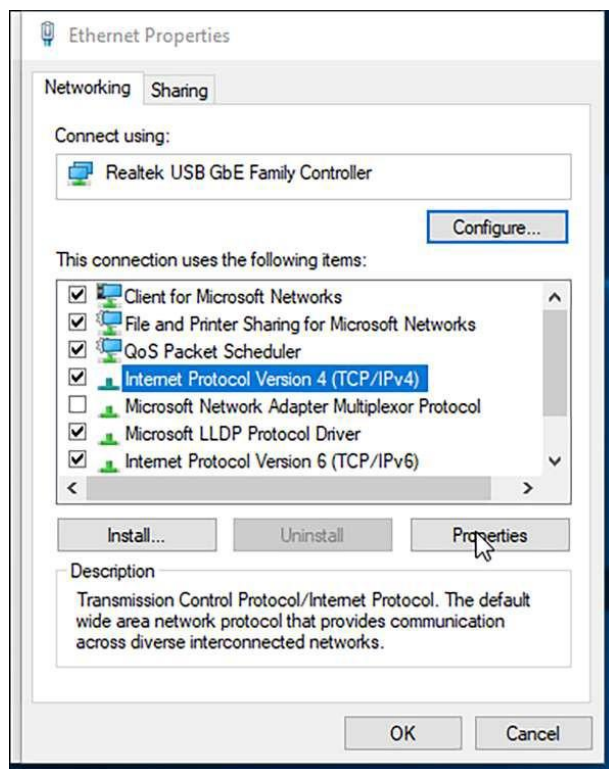 Ethernet Properties
Networking Sharing
Connect using:
Realtek USB GbE Family Controller
Configure...
This connection uses the following items:
Client for Microsoft Networks
File and Printer Sharing for Microsoft Networks
QoS Packet Scheduler
Internet Protocol Version 4 (TCP/IPv4)
Microsoft Network Adapter Multiplexor Protocol
Microsoft LLDP Protocol Driver
Internet Protocol Version 6 (TCP/IPv6)
Install... Uninstall Properties
Description
Transmission Control Protocol/Internet Protocol. The default
wide area network protocol that provides communication
across diverse interconnected networks.
OK Cancel